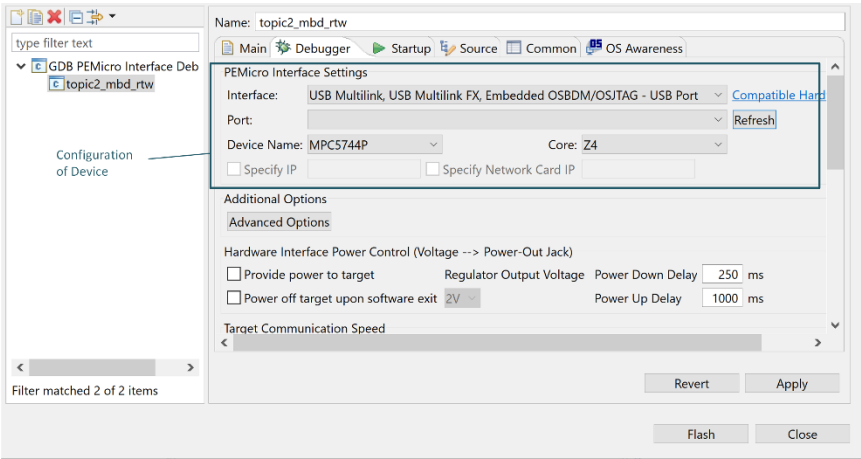 Name: topic2_mbd_rtw
type filter text
GDB PEMicro Interface Deb
topic2_mbd_rtw
Main Debugger Startup Source Common OS Awareness
PEMicro Interface Settings
Interface: USB Multilink, USB Multilink FX, Embedded OSBDM/OSJTAG - USB Port Compatible Hard
Port: Refresh
Device Name: MPC5744P Core: Z4
Specify IP Specify Network Card IP
Configuration
of Device
Additional Options
Advanced Options
Hardware Interface Power Control (Voltage --> Power-Out Jack)
Provide power to target Regulator Output Voltage Power Down Delay 250 ms
Power off target upon software exit 2V Power Up Delay 1000 ms
Target Communication Speed
Filter matched 2 of 2 items
Revert Apply
Flash Close